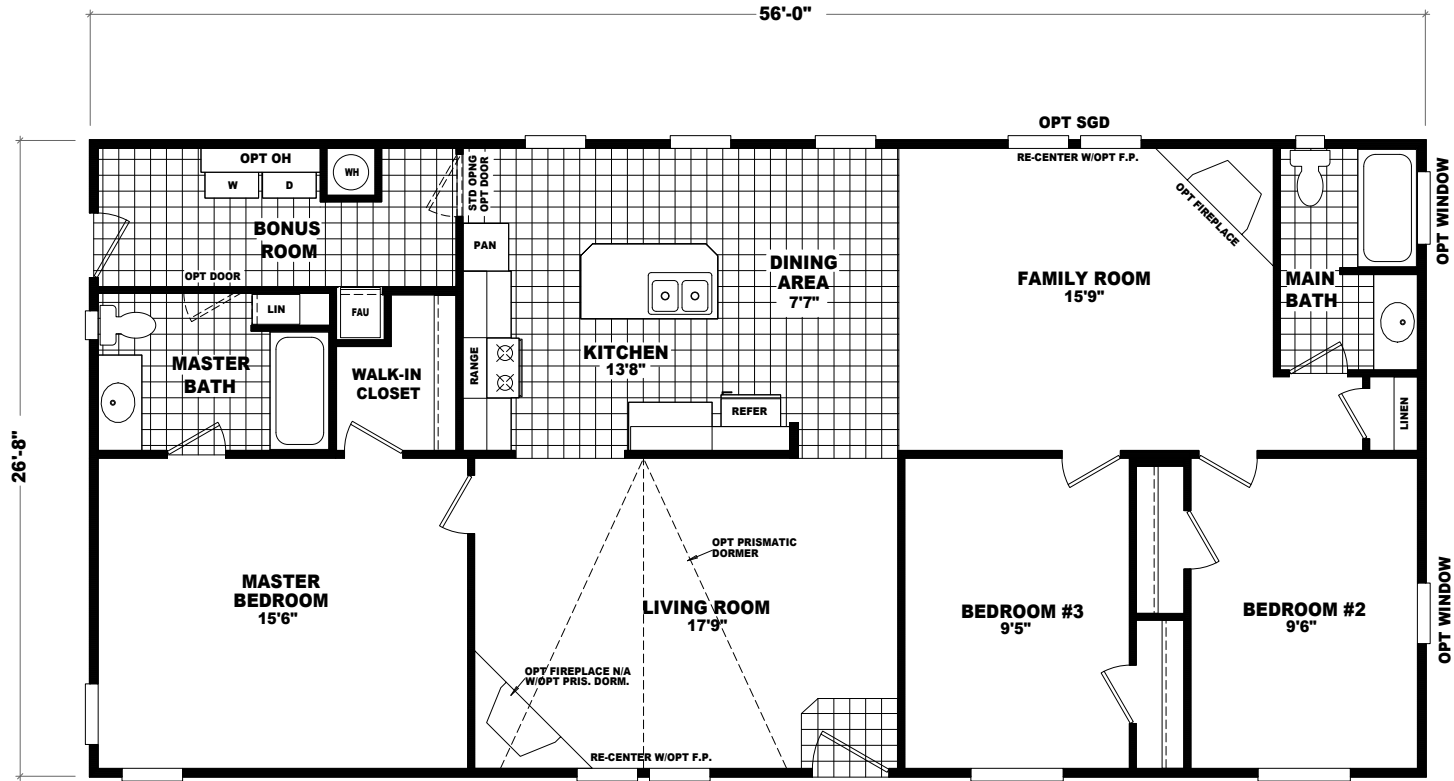 56'-0"
26'-8"
OPT SGD
OPT OH
W
D
WH
STD OPNG
OPT DOOR
RE-CENTER W/OPT F.P.
OPT FIREPLACE
OPT WINDOW
BONUS
ROOM
PAN
DINING
AREA
7'7"
FAMILY ROOM
15'9"
MAIN
BATH
OPT DOOR
LIN
FAU
MASTER
BATH
WALK-IN
CLOSET
RANGE
KITCHEN
13'8"
REFER
LINEN
OPT PRISMATIC
DORMER
MASTER
BEDROOM
15'6"
LIVING ROOM
17'9"
BEDROOM #3
9'5"
BEDROOM #2
9'6"
OPT WINDOW
OPT FIREPLACE N/A
W/OPT PRIS. DORM.
RE-CENTER W/OPT F.P.